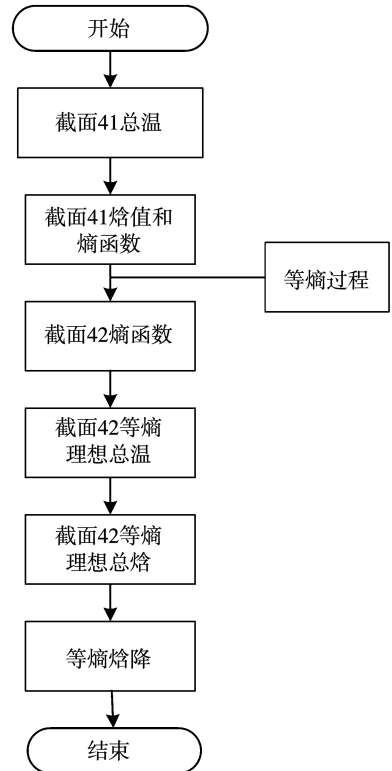 开始
截面41总温
截面41焓值和
熵函数
等熵过程
截面42熵函数
截面42等熵
理想总温
截面42等熵
理想总焓
等熵焓降
结束